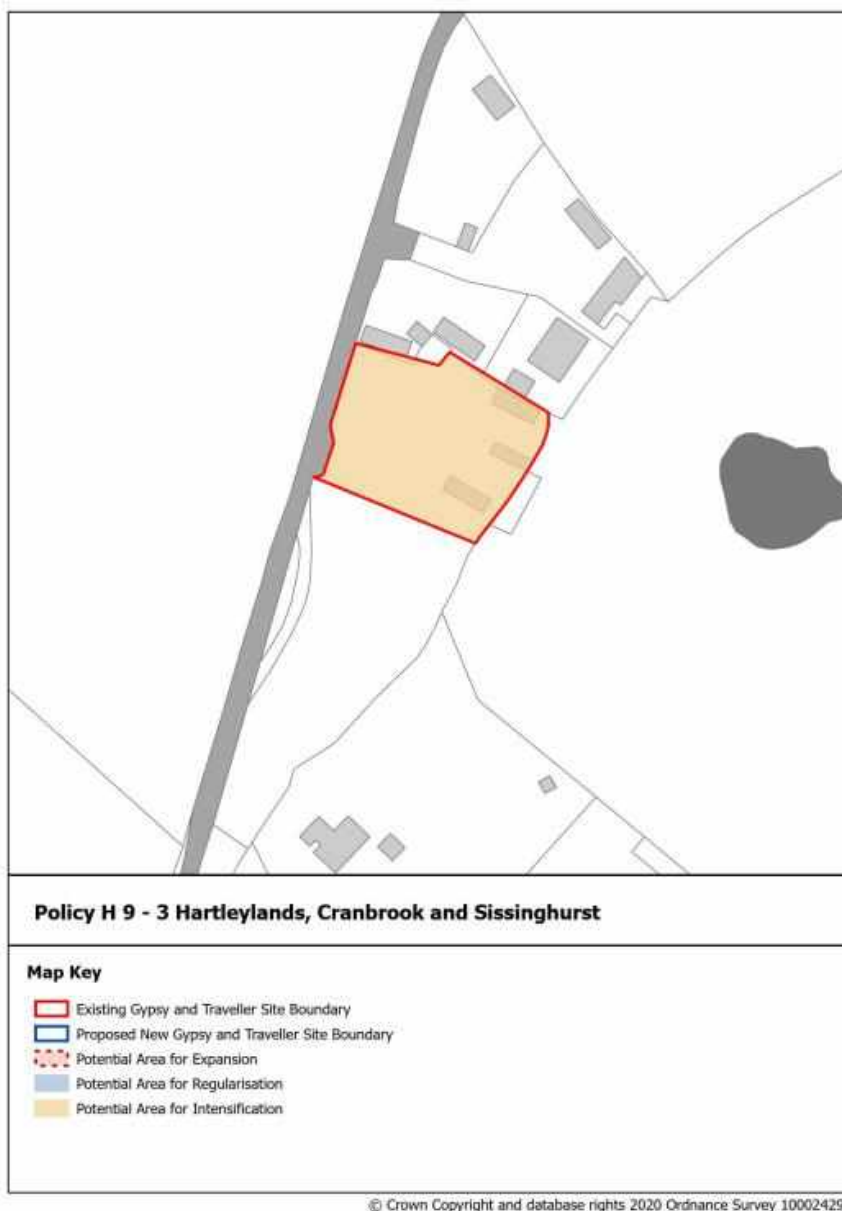 Policy H 9 - 3 Hartleylands, Cranbrook and Sissinghurst
Map Key
Existing Gypsy and Traveller Site Boundary
Proposed New Gypsy and Traveller Site Boundary
Potential Area for Expansion
Potential Area for Regularisation
Potential Area for Intensification
© Crown Copyright and database rights 2020 Ordnance Survey 10002429